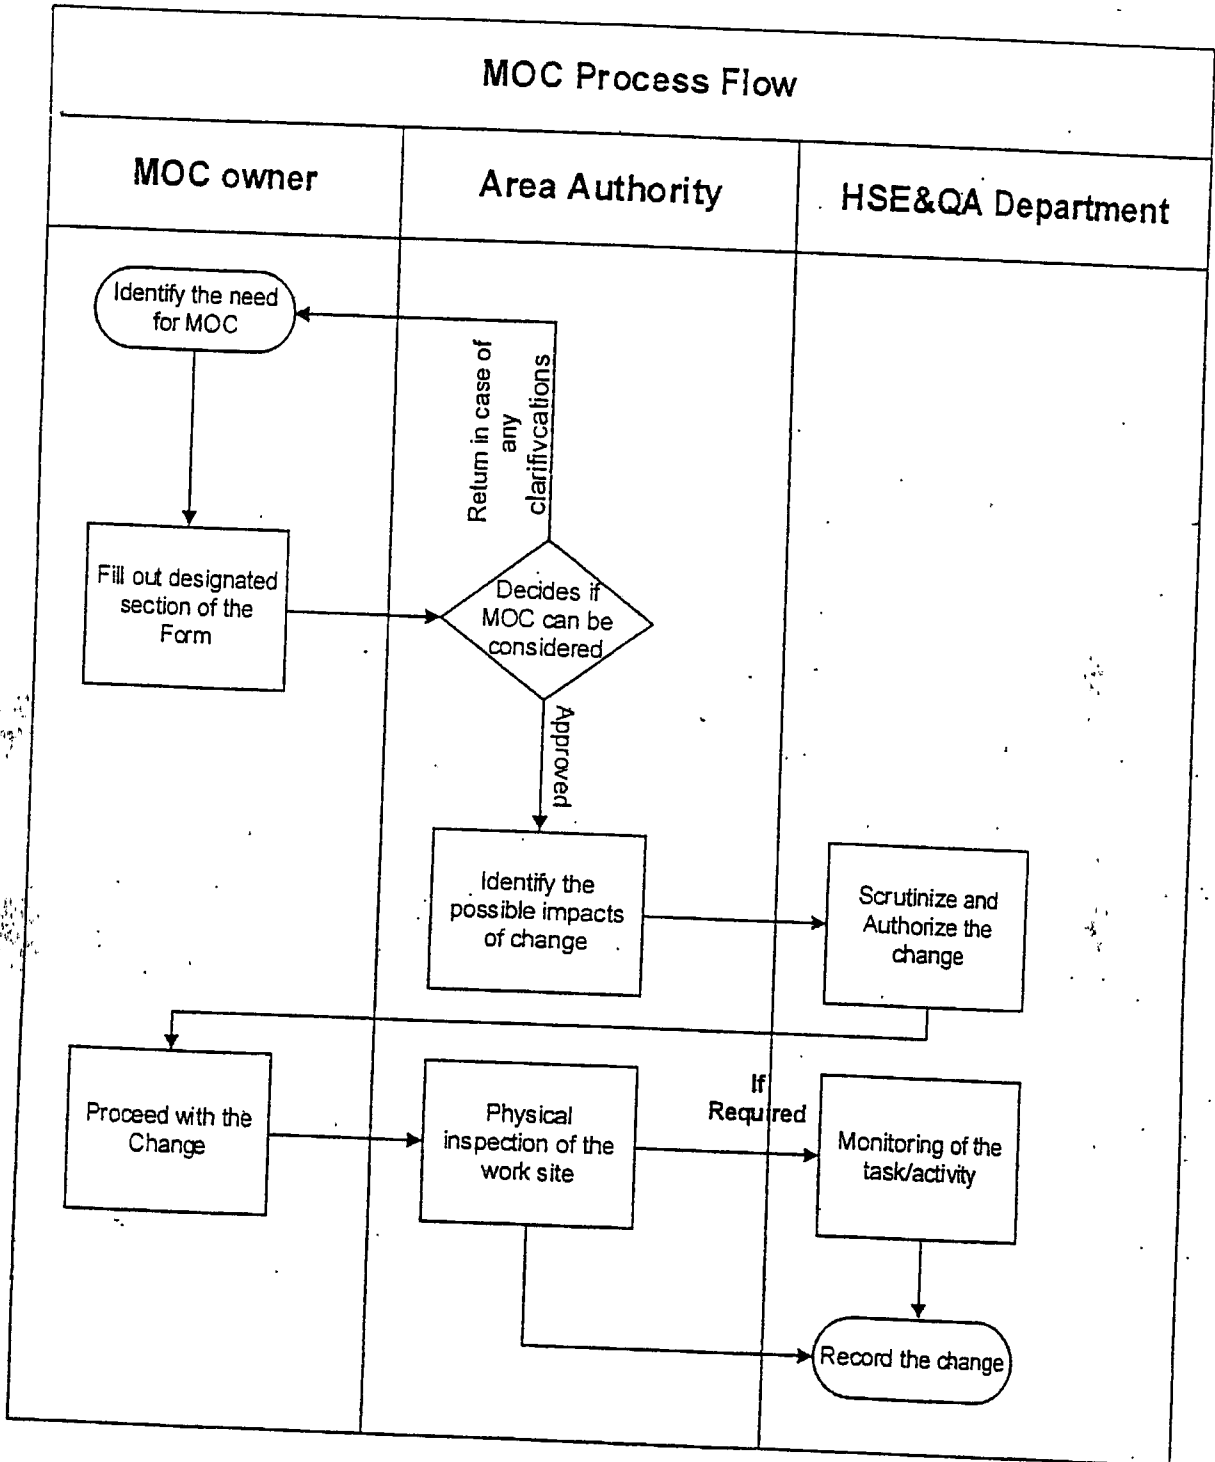 MOC Process Flow
MOC owner
Area Authority
HSE&QA Department
Identify the need
for MOC
Return in case of
any
clarifivcations
Fill out designated
section of the
Form
Decides if
MOC can be
considered
Approved
Identify the
possible impacts
of change
Scrutinize and
Authorize the
change
Proceed with the
Change
Physical
inspection of the
work site
If
Required
Monitoring of the
task/activity
Record the change